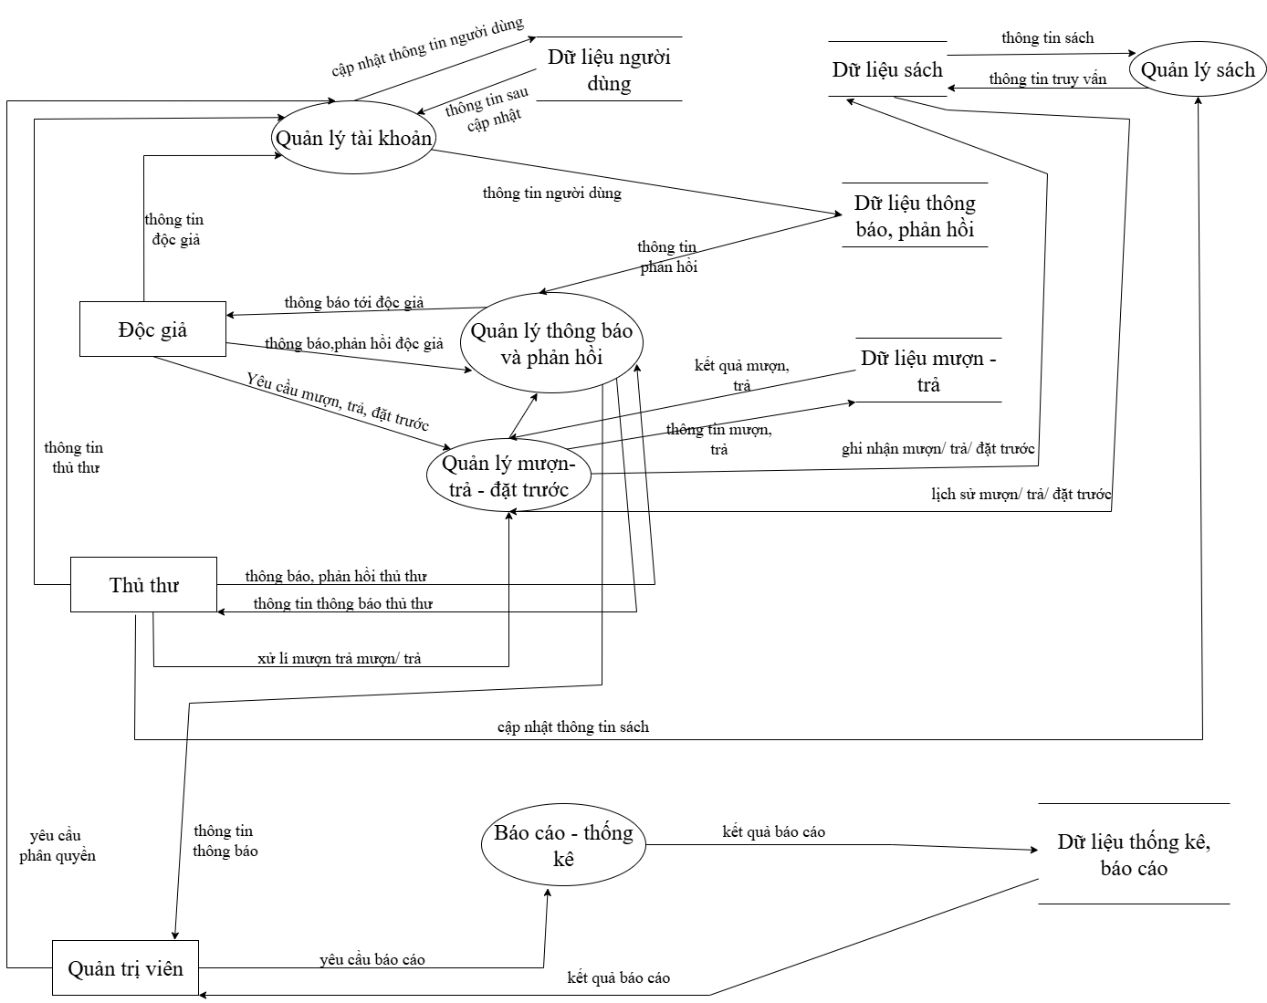 cập nhật thông tin người dùng
Dữ liệu người
dùng
thông tin sau
cập nhật
Quản lý tài khoản
Dữ liệu sách
thông tin sách
thông tin truy vấn
Quản lý sách
thông tin người dùng
Dữ liệu thông
báo, phản hồi
thông tin
độc giả
thông tin
phản hồi
thông báo tới độc giả
Độc giả
thông báo,phản hồi độc giả
Quản lý thông báo
và phản hồi
Yêu cầu mượn, trả, đặt trước
kết quả mượn,
trả
Dữ liệu mượn -
trả
thông tin mượn,
trả
Quản lý mượn-
trả - đặt trước
ghi nhận mượn/ trả/ đặt trước
lịch sử mượn/ trả/ đặt trước
thông tin
thủ thư
Thủ thư
thông báo, phản hồi thủ thư
thông tin thông báo thủ thư
xử lí mượn trả mượn/ trả
cập nhật thông tin sách
yêu cầu
phân quyền
thông tin
thông báo
Báo cáo - thống
kê
kết quả báo cáo
Dữ liệu thống kê,
báo cáo
Quản trị viên
yêu cầu báo cáo
kết quả báo cáo